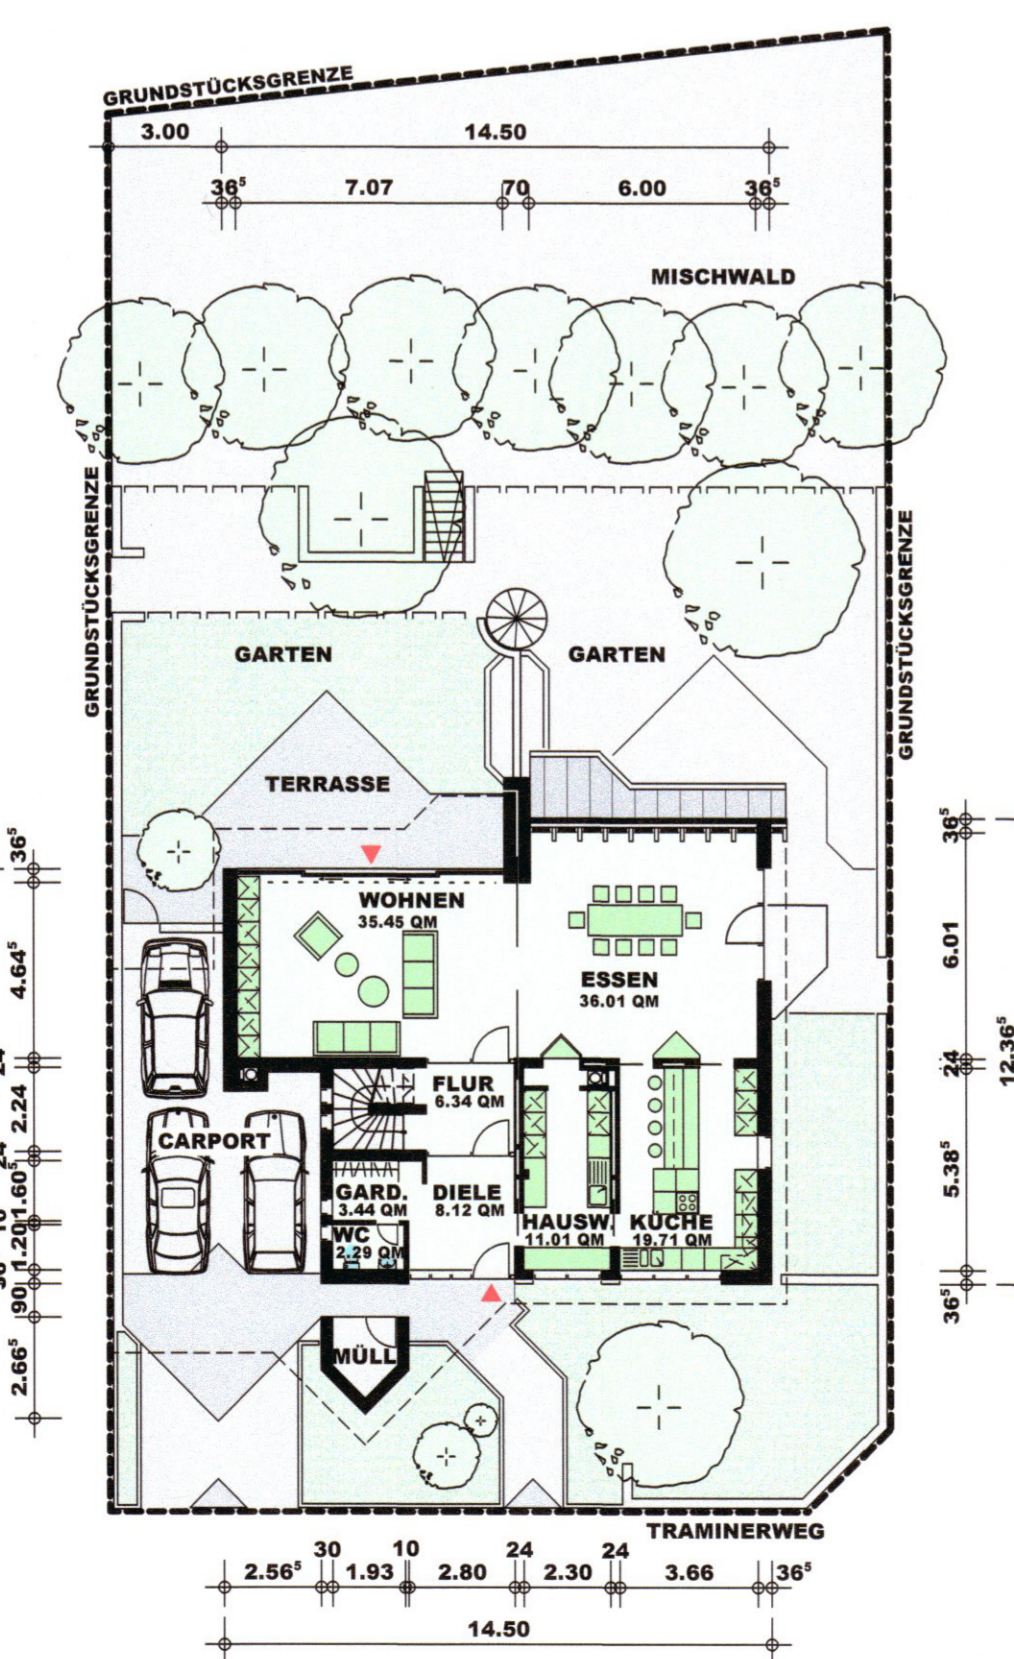 GRUNDSTÜCKSGRENZE
3.00 14.50
36⁵ 7.07 70 6.00 36⁵
MISCHWALD
GRUNDSTÜCKSGRENZE
GRUNDSTÜCKSGRENZE
GARTEN GARTEN
TERRASSE
WOHNEN
35.45 QM
ESSEN
36.01 QM
FLUR
6.34 QM
CARPORT
GARD.
3.44 QM
DIELE
8.12 QM
WC
2.29 QM
HAUSW.
11.01 QM
KÜCHE
19.71 QM
MÜLL
36⁵
4.64⁵
24
2.24
24
1.60⁵
1.20
90
2.66⁵
36⁵
6.01
24
5.38⁵
36⁵
12.36⁵
TRAMINERWEG
30 10 24 24
2.56⁵ 1.93 2.80 2.30 3.66 36⁵
14.50